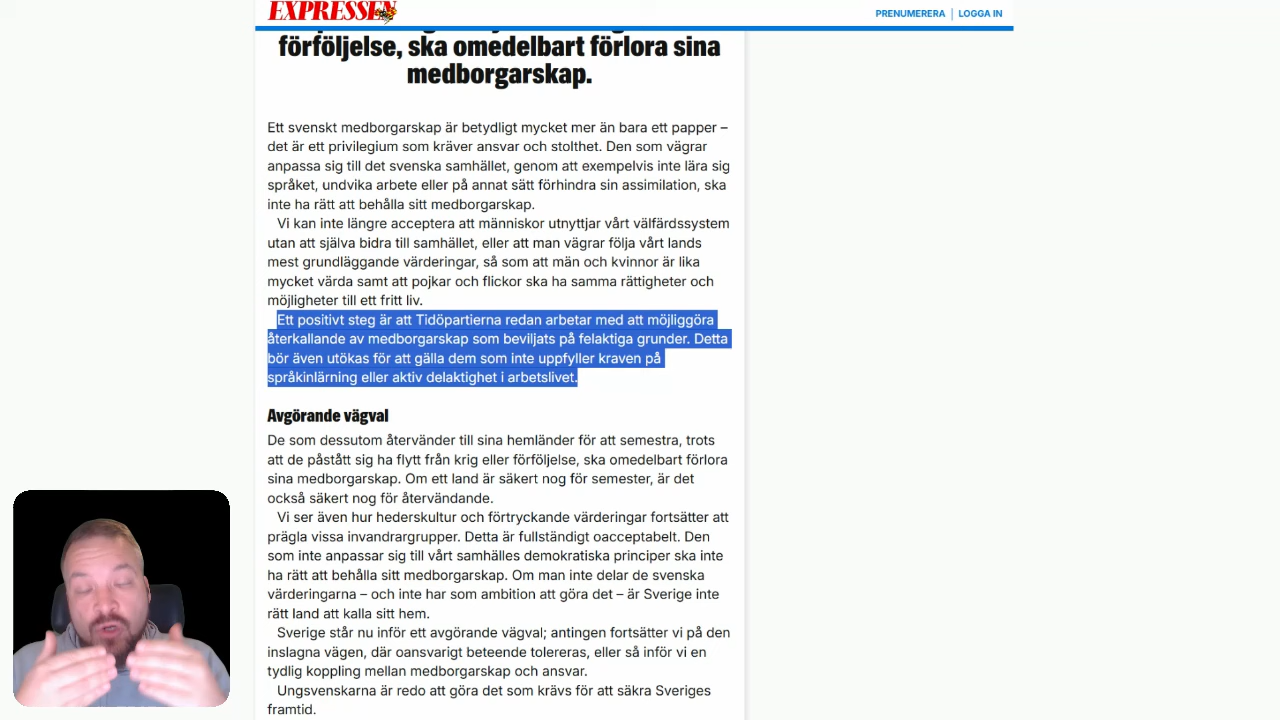 EXPRESSEN
PRENUMERERA | LOGGA IN
förföljelse, ska omedelbart förlora sina
medborgarskap.
Ett svenskt medborgarskap är betydligt mycket mer än bara ett papper –
det är ett privilegium som kräver ansvar och stolthet. Den som vägrar
anpassa sig till det svenska samhället, genom att exempelvis inte lära sig
språket, undvika arbete eller på annat sätt förhindra sin assimilation, ska
inte ha rätt att behålla sitt medborgarskap.
Vi kan inte längre acceptera att människor utnyttjar vårt välfärdssystem
utan att själva bidra till samhället, eller att man vägrar följa vårt lands
mest grundläggande värderingar, så som att män och kvinnor är lika
mycket värda samt att pojkar och flickor ska ha samma rättigheter och
möjligheter till ett fritt liv.
Ett positivt steg är att Tidöpartierna redan arbetar med att möjliggöra
återkallande av medborgarskap som beviljats på felaktiga grunder. Detta
bör även utökas för att gälla dem som inte uppfyller kraven på
språkinlärning eller aktiv delaktighet i arbetslivet.
Avgörande vägval
De som dessutom återvänder till sina hemländer för att semestra, trots
att de påstått sig ha flytt från krig eller förföljelse, ska omedelbart förlora
sina medborgarskap. Om ett land är säkert nog för semester, är det
också säkert nog för återvändande.
Vi ser även hur hederskultur och förtryckande värderingar fortsätter att
prägla vissa invandrargrupper. Detta är fullständigt oacceptabelt. Den
som inte anpassar sig till vårt samhälles demokratiska principer ska inte
ha rätt att behålla sitt medborgarskap. Om man inte delar de svenska
värderingarna – och inte har som ambition att göra det – är Sverige inte
rätt land att kalla sitt hem.
Sverige står nu inför ett avgörande vägval; antingen fortsätter vi på den
inslagna vägen, där oansvarigt beteende tolereras, eller så inför vi en
tydlig koppling mellan medborgarskap och ansvar.
Ungsvenskarna är redo att göra det som krävs för att säkra Sveriges
framtid.